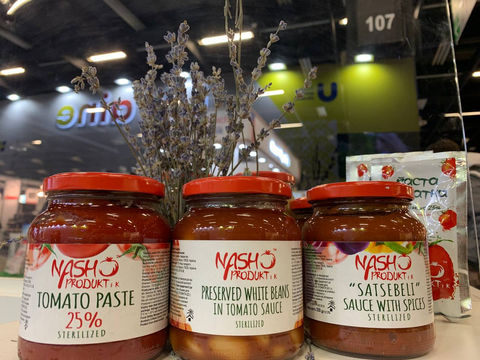 107
NASH
PRODUKT i K
TOMATO PASTE
25%
STERILIZED
NASH
PRODUKT i K
PRESERVED WHITE BEANS
IN TOMATO SAUCE
STERILIZED
NASH
PRODUKT i K
"SATSEBELI"
SAUCE WITH SPICES
STERILIZED